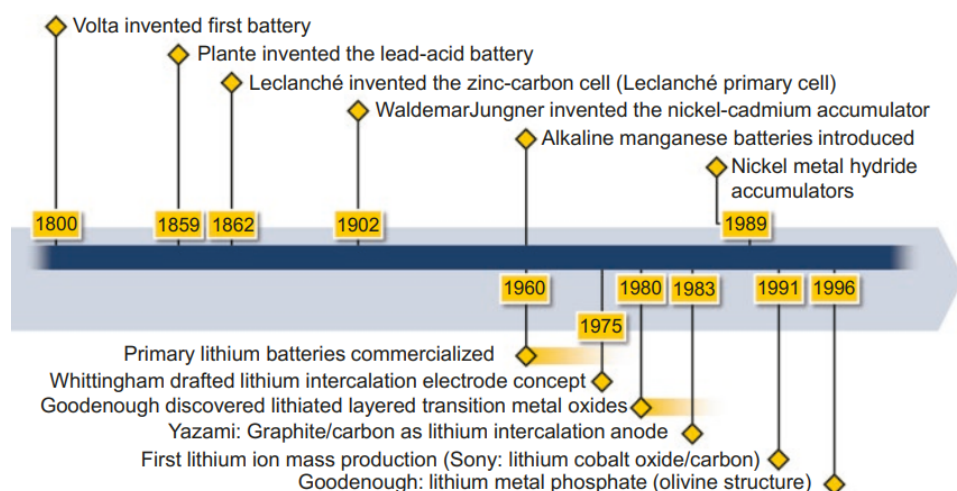 Volta invented first battery
Plante invented the lead-acid battery
Leclanché invented the zinc-carbon cell (Leclanché primary cell)
WaldemarJungner invented the nickel-cadmium accumulator
Alkaline manganese batteries introduced
Nickel metal hydride
accumulators
1800
1859
1862
1902
1989
1960
1980
1983
1991
1996
1975
Primary lithium batteries commercialized
Whittingham drafted lithium intercalation electrode concept
Goodenough discovered lithiated layered transition metal oxides
Yazami: Graphite/carbon as lithium intercalation anode
First lithium ion mass production (Sony: lithium cobalt oxide/carbon)
Goodenough: lithium metal phosphate (olivine structure)